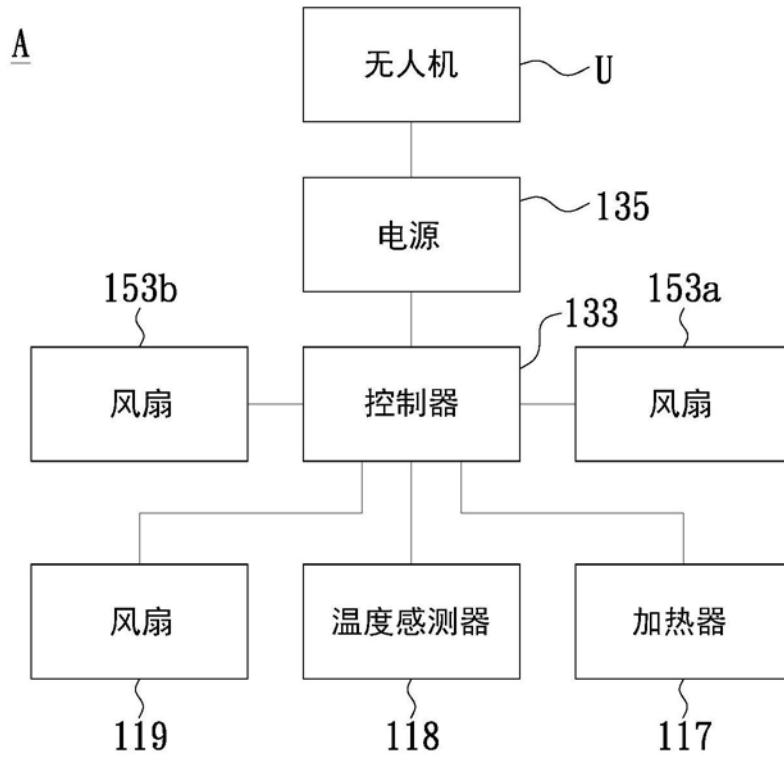 A
无人机
U
电源
135
153b
133
153a
风扇
控制器
风扇
风扇
温度感测器
加热器
119
118
117